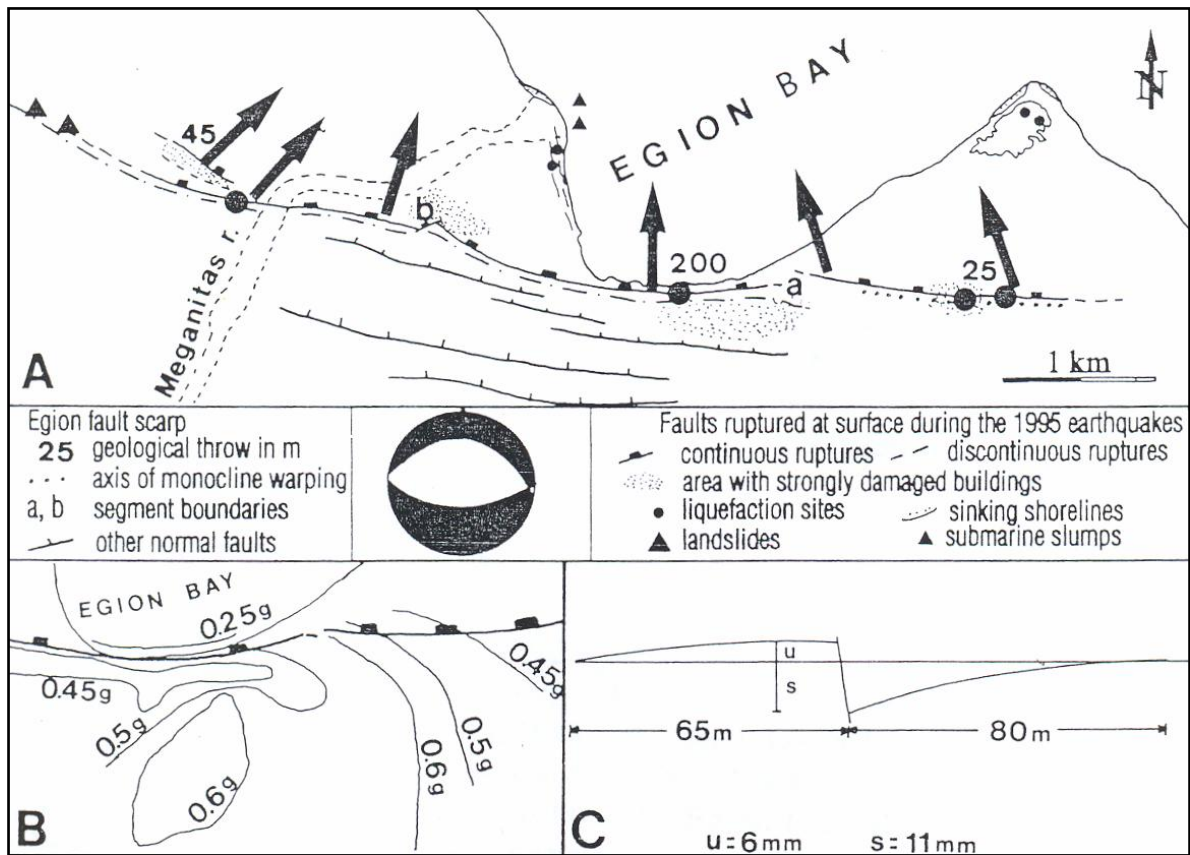 EGION BAY
N
45
b
200
a
25
Meganitas r.
1 km
A
Egion fault scarp
25 geological throw in m
axis of monocline warping
a, b segment boundaries
other normal faults
Faults ruptured at surface during the 1995 earthquakes
continuous ruptures discontinuous ruptures
area with strongly damaged buildings
liquefaction sites sinking shorelines
landslides submarine slumps
EGION BAY
0.25g
0.45g
0.45g
0.5g
0.5g
0.6g
0.6g
B
u
s
65m 80m
C
u=6mm s=11mm